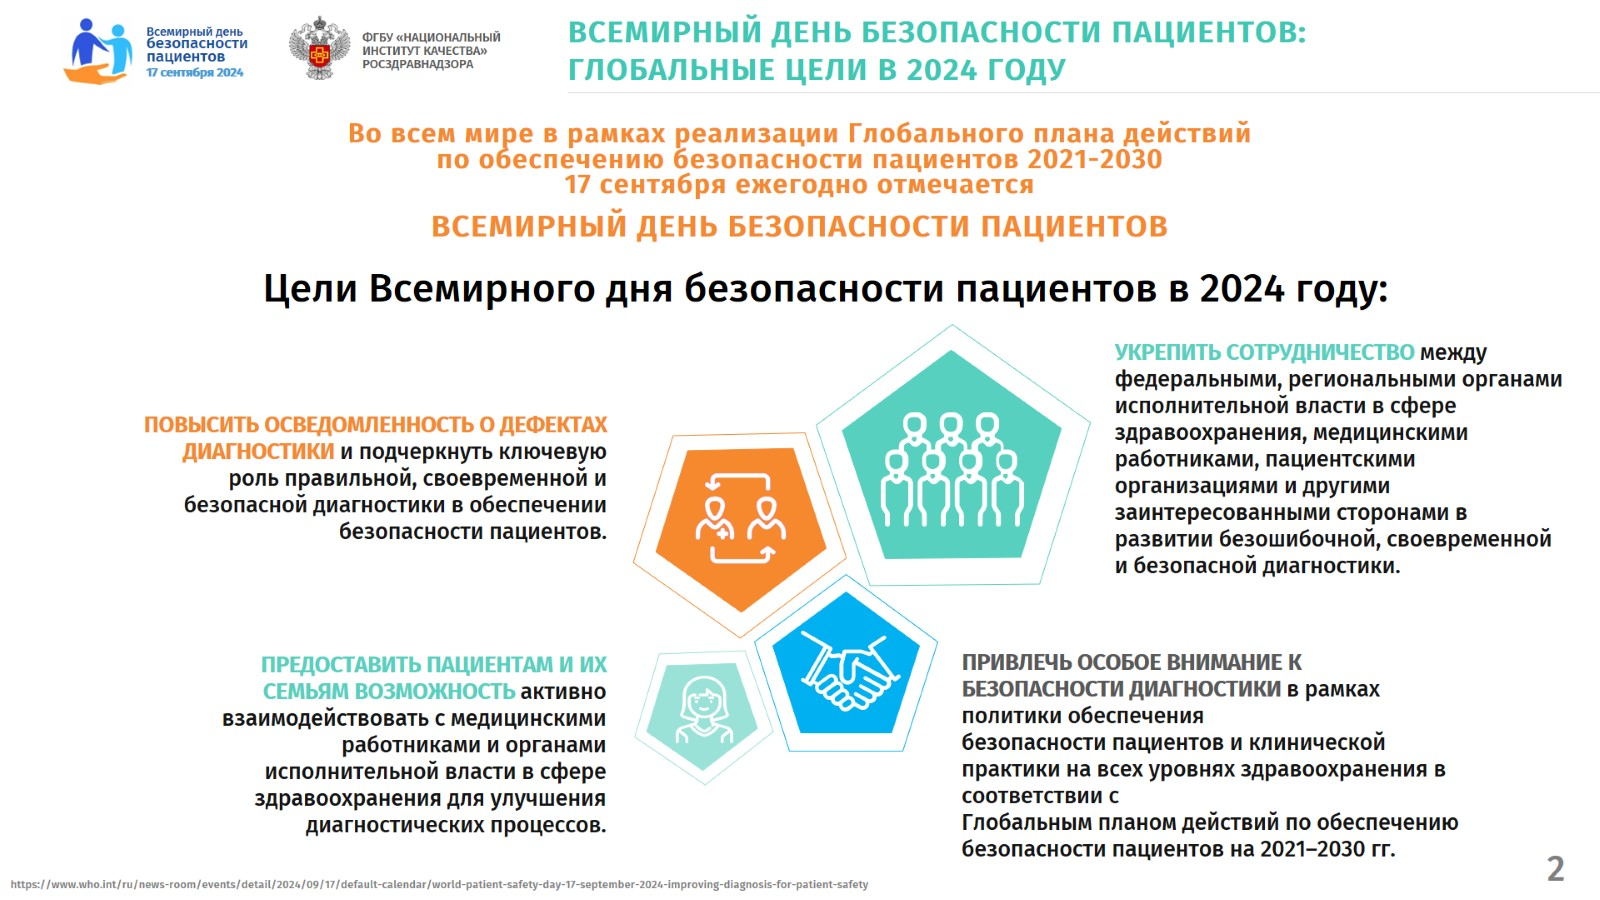 Всемирный день
безопасности
пациентов
17 сентября 2024
ФГБУ «НАЦИОНАЛЬНЫЙ
ИНСТИТУТ КАЧЕСТВА»
РОСЗДРАВНАДЗОРА
ВСЕМИРНЫЙ ДЕНЬ БЕЗОПАСНОСТИ ПАЦИЕНТОВ:
ГЛОБАЛЬНЫЕ ЦЕЛИ В 2024 ГОДУ
Во всем мире в рамках реализации Глобального плана действий
по обеспечению безопасности пациентов 2021-2030
17 сентября ежегодно отмечается
ВСЕМИРНЫЙ ДЕНЬ БЕЗОПАСНОСТИ ПАЦИЕНТОВ
Цели Всемирного дня безопасности пациентов в 2024 году:
ПОВЫСИТЬ ОСВЕДОМЛЕННОСТЬ О ДЕФЕКТАХ
ДИАГНОСТИКИ и подчеркнуть ключевую
роль правильной, своевременной и
безопасной диагностики в обеспечении
безопасности пациентов.
УКРЕПИТЬ СОТРУДНИЧЕСТВО между
федеральными, региональными органами
исполнительной власти в сфере
здравоохранения, медицинскими
работниками, пациентскими
организациями и другими
заинтересованными сторонами в
развитии безошибочной, своевременной
и безопасной диагностики.
ПРЕДОСТАВИТЬ ПАЦИЕНТАМ И ИХ
СЕМЬЯМ ВОЗМОЖНОСТЬ активно
взаимодействовать с медицинскими
работниками и органами
исполнительной власти в сфере
здравоохранения для улучшения
диагностических процессов.
ПРИВЛЕЧЬ ОСОБОЕ ВНИМАНИЕ К
БЕЗОПАСНОСТИ ДИАГНОСТИКИ в рамках
политики обеспечения
безопасности пациентов и клинической
практики на всех уровнях здравоохранения в
соответствии с
Глобальным планом действий по обеспечению
безопасности пациентов на 2021–2030 гг.
https://www.who.int/ru/news-room/events/detail/2024/09/17/default-calendar/world-patient-safety-day-17-september-2024-improving-diagnosis-for-patient-safety
2